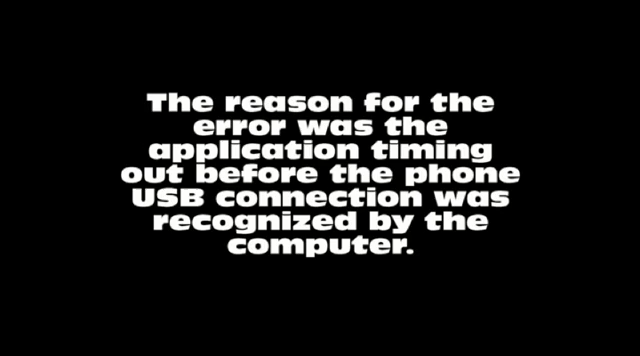 The reason for the
error was the
application timing
out before the phone
USB connection was
recognized by the
computer.